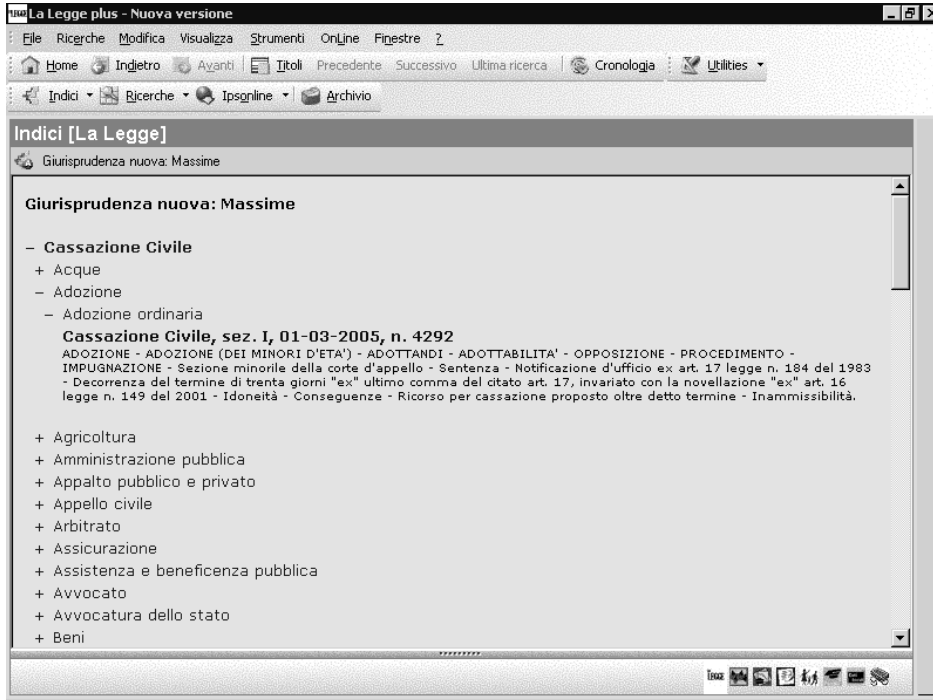 La Legge plus - Nuova versione
File Ricerche Modifica Visualizza Strumenti OnLine Finestre ?
Home Indietro Avanti Titoli Precedente Successivo Ultima ricerca Cronologia Utilities
Indici Ricerche Ipsonline Archivio
Indici [La Legge]
Giurisprudenza nuova: Massime
Giurisprudenza nuova: Massime
– Cassazione Civile
+ Acque
– Adozione
– Adozione ordinaria
Cassazione Civile, sez. I, 01-03-2005, n. 4292
ADOZIONE - ADOZIONE (DEI MINORI D'ETA') - ADOTTANDI - ADOTTABILITA' - OPPOSIZIONE - PROCEDIMENTO -
IMPUGNAZIONE - Sezione minorile della corte d'appello - Sentenza - Notificazione d'ufficio ex art. 17 legge n. 184 del 1983
- Decorrenza del termine di trenta giorni "ex" ultimo comma del citato art. 17, invariato con la novellazione "ex" art. 16
legge n. 149 del 2001 - Idoneità - Conseguenze - Ricorso per cassazione proposto oltre detto termine - Inammissibilità.
+ Agricoltura
+ Amministrazione pubblica
+ Appalto pubblico e privato
+ Appello civile
+ Arbitrato
+ Assicurazione
+ Assistenza e beneficenza pubblica
+ Avvocato
+ Avvocatura dello stato
+ Beni